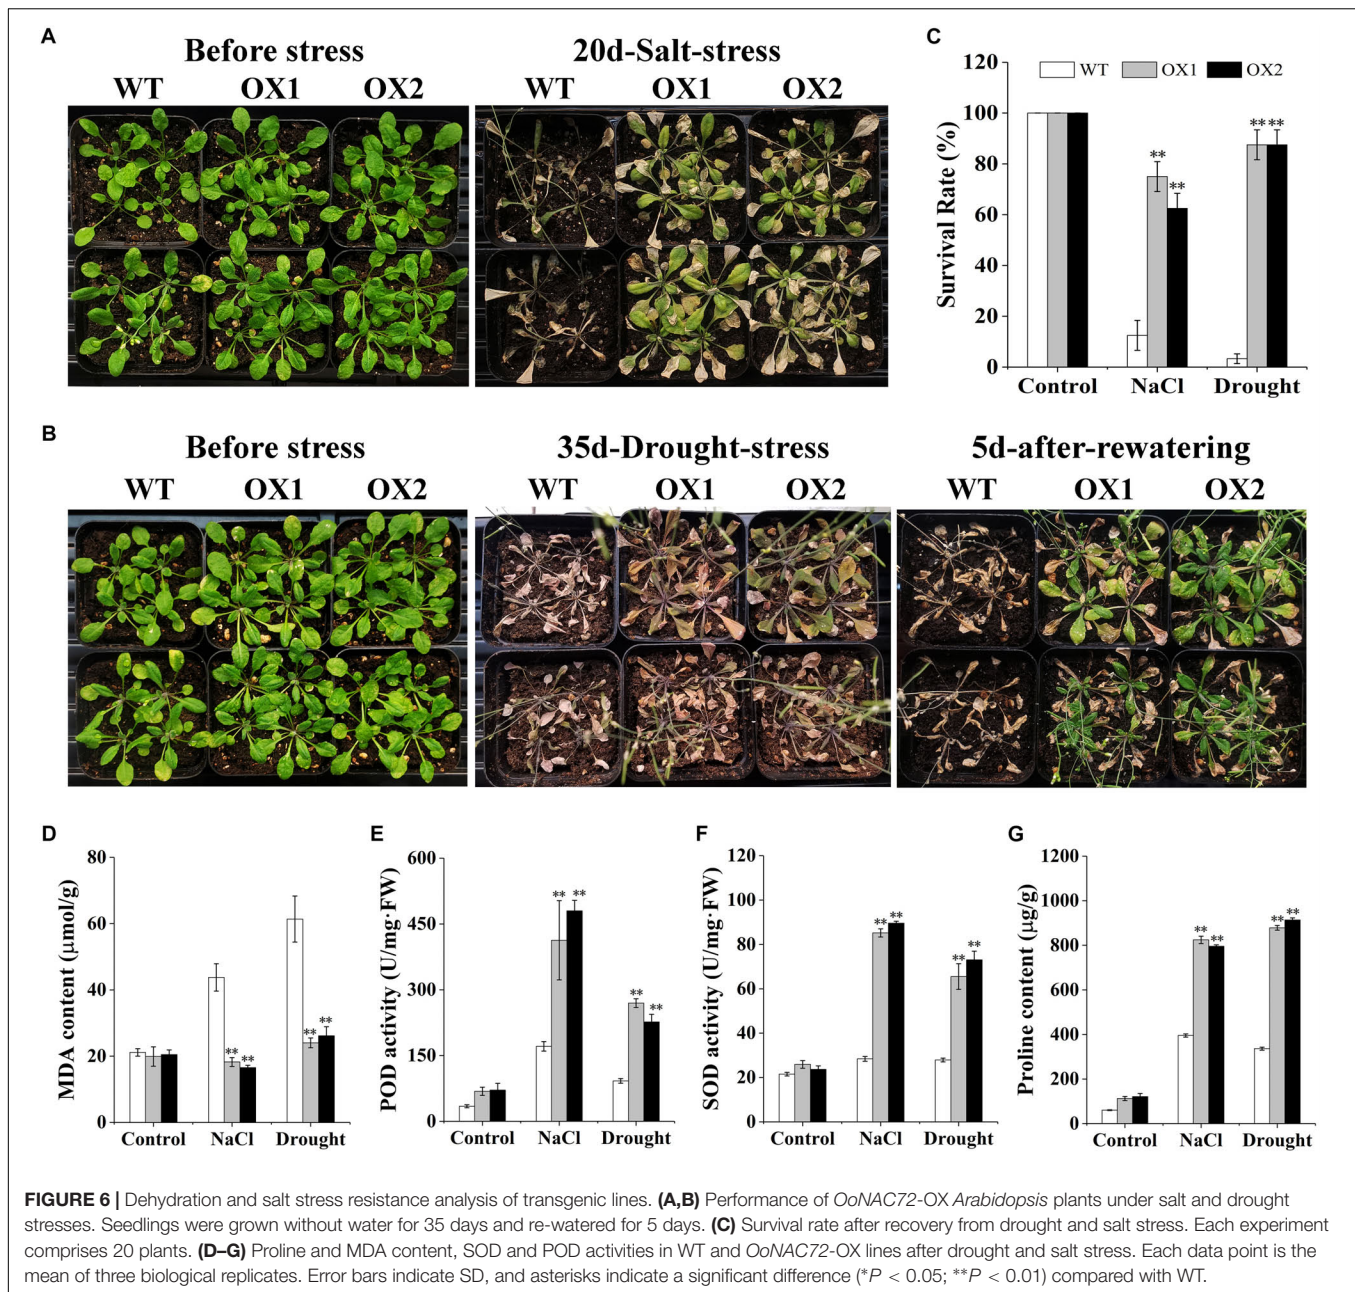 A
Before stress
20d-Salt-stress
WT OX1 OX2
WT OX1 OX2
C
WT OX1 OX2
Survival Rate (%)
120
100
80
60
40
20
0
** ** ** **
Control NaCl Drought
B
Before stress
35d-Drought-stress
5d-after-rewatering
WT OX1 OX2
WT OX1 OX2
WT OX1 OX2
D
MDA content (μmol/g)
80
60
40
20
0
** ** ** **
Control NaCl Drought
E
POD activity (U/mg·FW)
600
450
300
150
0
** ** ** **
Control NaCl Drought
F
SOD activity (U/mg·FW)
120
100
80
60
40
20
0
** ** ** **
Control NaCl Drought
G
Proline content (μg/g)
1200
1000
800
600
400
200
0
** ** ** **
Control NaCl Drought
FIGURE 6 | Dehydration and salt stress resistance analysis of transgenic lines. (A,B) Performance of OoNAC72-OX Arabidopsis plants under salt and drought
stresses. Seedlings were grown without water for 35 days and re-watered for 5 days. (C) Survival rate after recovery from drought and salt stress. Each experiment
comprises 20 plants. (D–G) Proline and MDA content, SOD and POD activities in WT and OoNAC72-OX lines after drought and salt stress. Each data point is the
mean of three biological replicates. Error bars indicate SD, and asterisks indicate a significant difference (*P < 0.05; **P < 0.01) compared with WT.